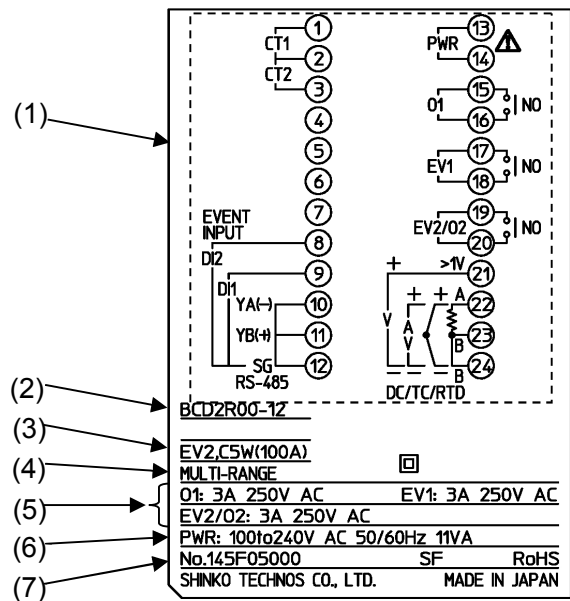 (1)
(2)
(3)
(4)
(5)
(6)
(7)
CT1
CT2
1
2
3
4
5
6
7
8
9
10
11
12
EVENT
INPUT
DI2
DI1
YA(-)
YB(+)
SG
RS-485
PWR
13
14
O1
15
16
NO
EV1
17
18
NO
EV2/O2
19
20
NO
+ >1V
21
22
23
24
V
+ +
A
V
A
B
B
DC/TC/RTD
BCD2R00-12
EV2,C5W(100A)
MULTI-RANGE
O1: 3A 250V AC EV1: 3A 250V AC
EV2/O2: 3A 250V AC
PWR: 100to240V AC 50/60Hz 11VA
No.145F05000 SF RoHS
SHINKO TECHNOS CO., LTD. MADE IN JAPAN